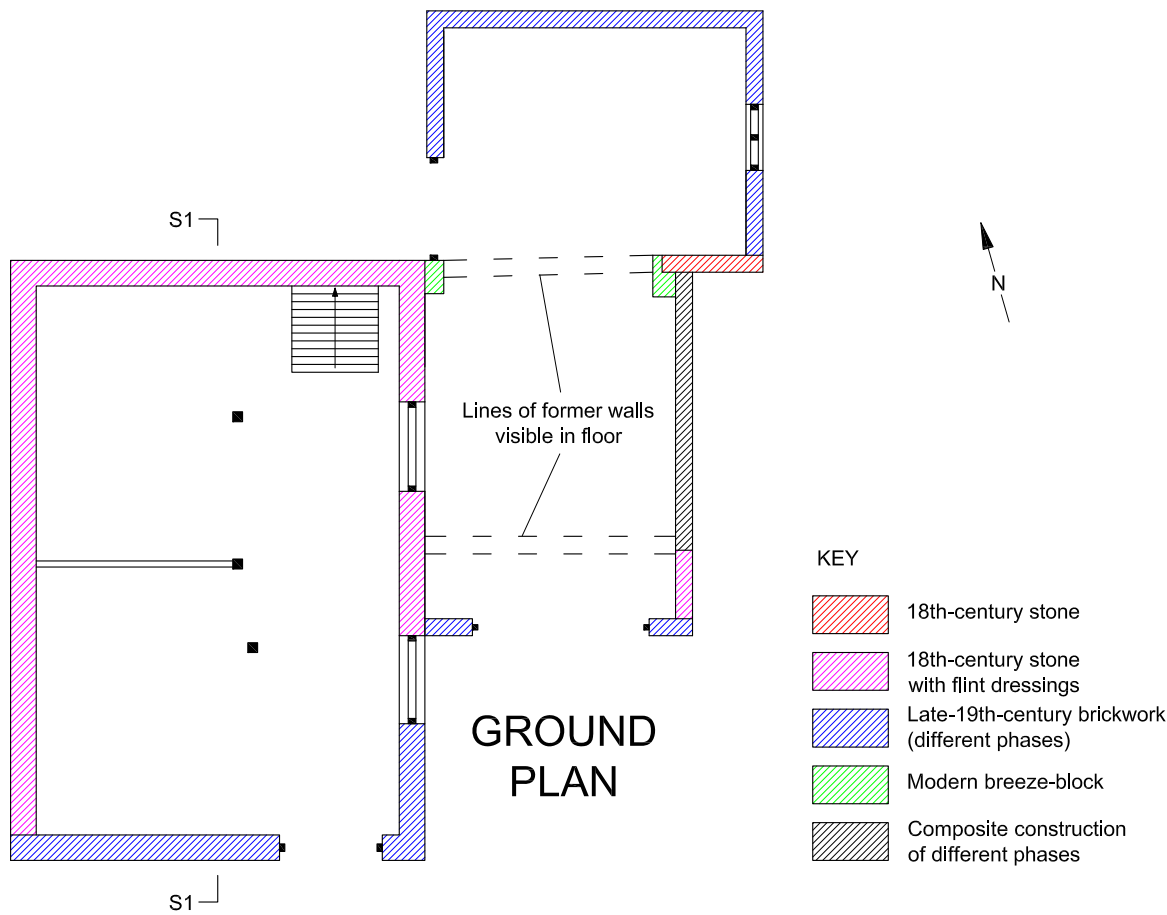 S1
N
Lines of former walls
visible in floor
KEY
18th-century stone
18th-century stone
with flint dressings
Late-19th-century brickwork
(different phases)
Modern breeze-block
Composite construction
of different phases
GROUND
PLAN
S1